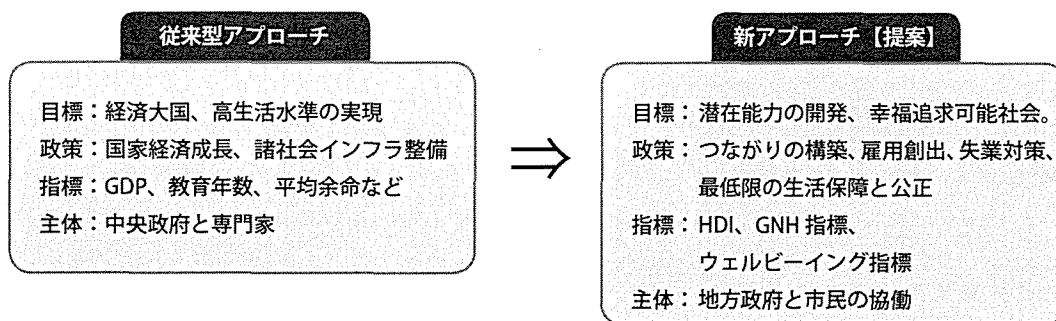 従来型アプローチ
目標：経済大国、高生活水準の実現
政策：国家経済成長、諸社会インフラ整備
指標：GDP、教育年数、平均余命など
主体：中央政府と専門家
⇒
新アプローチ【提案】
目標：潜在能力の開発、幸福追求可能社会。
政策：つながりの構築、雇用創出、失業対策、
最低限の生活保障と公正
指標：HDI、GNH 指標、
ウェルビーイング指標
主体：地方政府と市民の協働